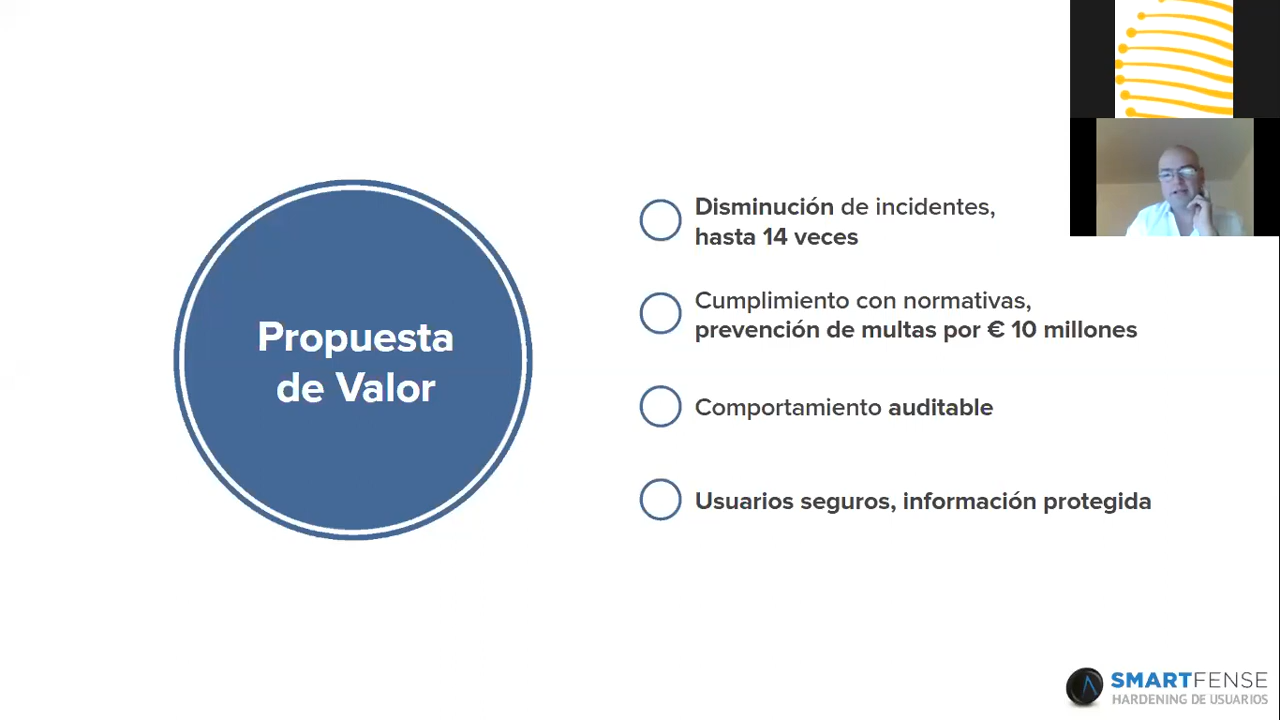 Propuesta
de Valor
Disminución de incidentes,
hasta 14 veces
Cumplimiento con normativas,
prevención de multas por € 10 millones
Comportamiento auditable
Usuarios seguros, información protegida
SMARTFENSE
HARDENING DE USUARIOS